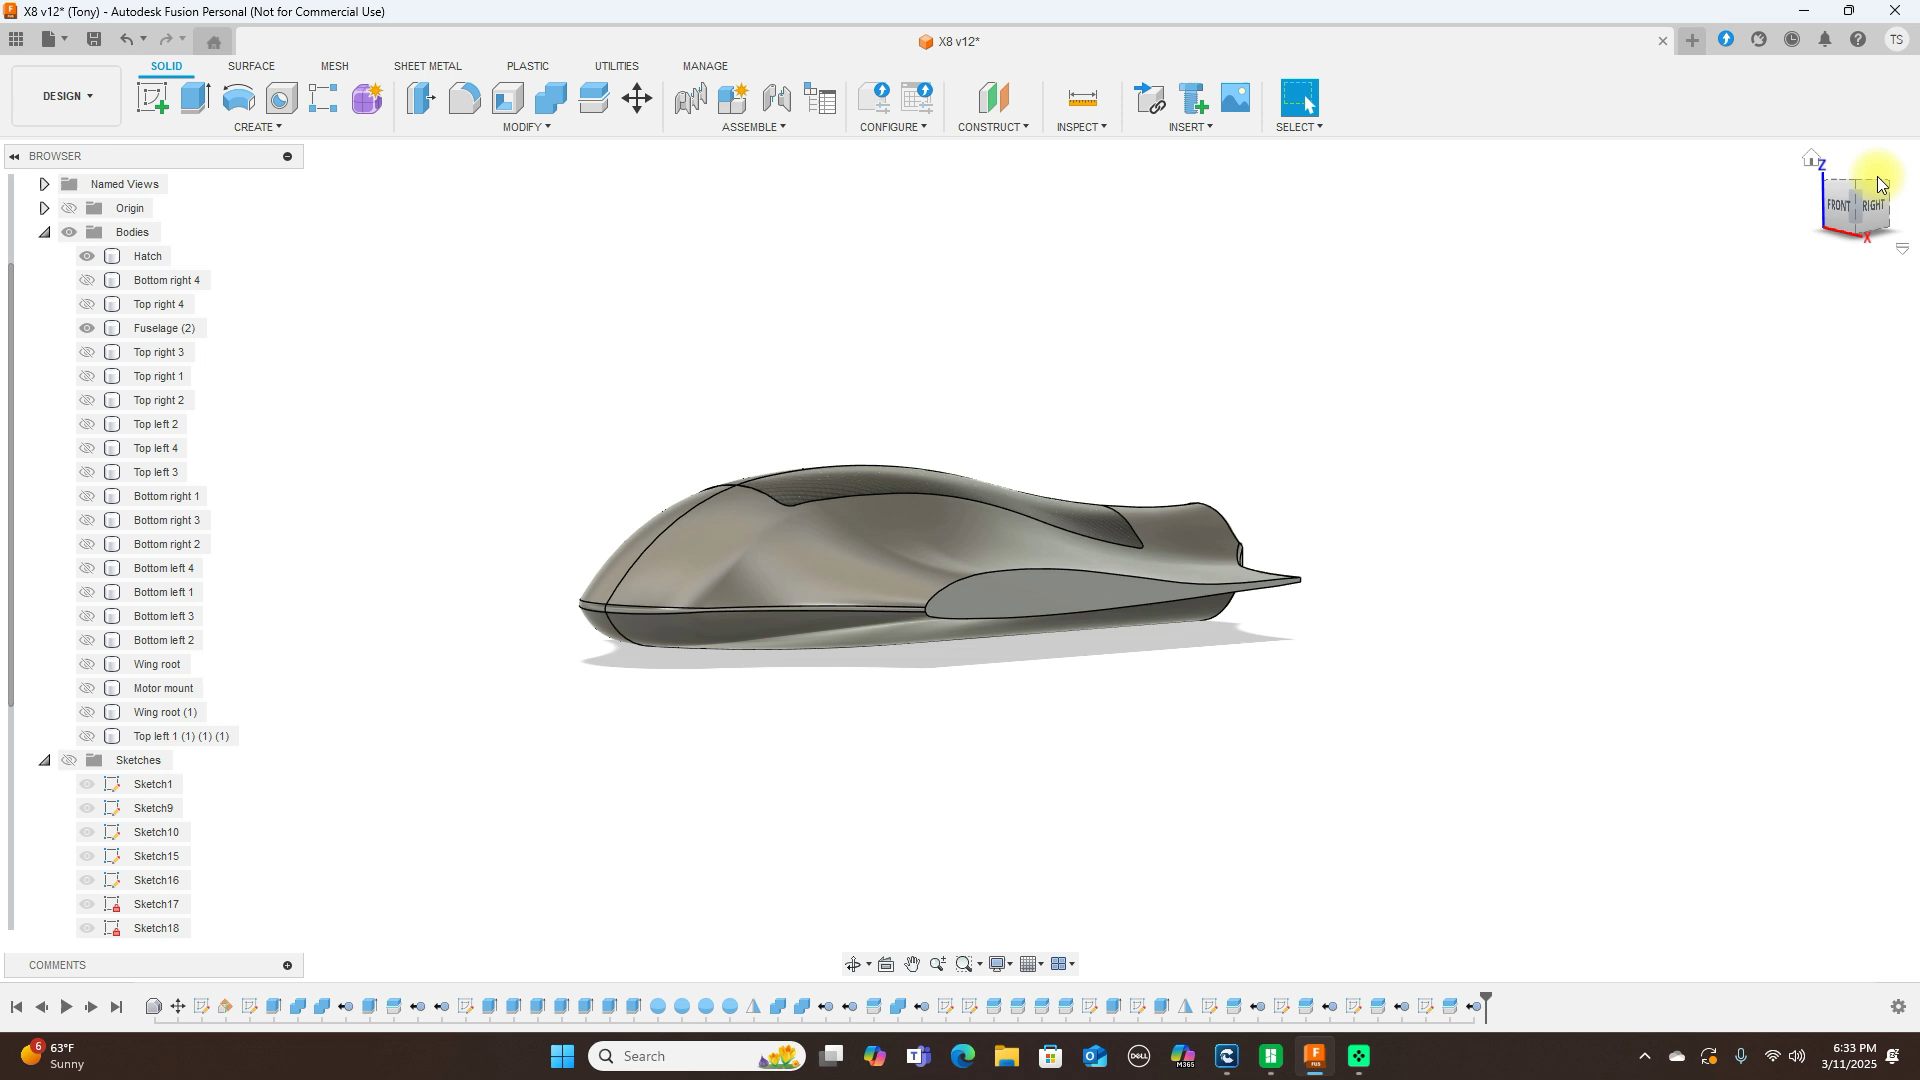 X8 v12* (Tony) - Autodesk Fusion Personal (Not for Commercial Use)
X8 v12*
TS
DESIGN
SOLID SURFACE MESH SHEET METAL PLASTIC UTILITIES MANAGE
CREATE MODIFY ASSEMBLE CONFIGURE CONSTRUCT INSPECT INSERT SELECT
BROWSER
Named Views
Origin
Bodies
Hatch
Bottom right 4
Top right 4
Fuselage (2)
Top right 3
Top right 1
Top right 2
Top left 2
Top left 4
Top left 3
Bottom right 1
Bottom right 3
Bottom right 2
Bottom left 4
Bottom left 1
Bottom left 3
Bottom left 2
Wing root
Motor mount
Wing root (1)
Top left 1 (1) (1) (1)
Sketches
Sketch1
Sketch9
Sketch10
Sketch15
Sketch16
Sketch17
Sketch18
Z
FRONT RIGHT
X
COMMENTS
6
63°F
Sunny
Search
DELL
M365
6:33 PM
3/11/2025